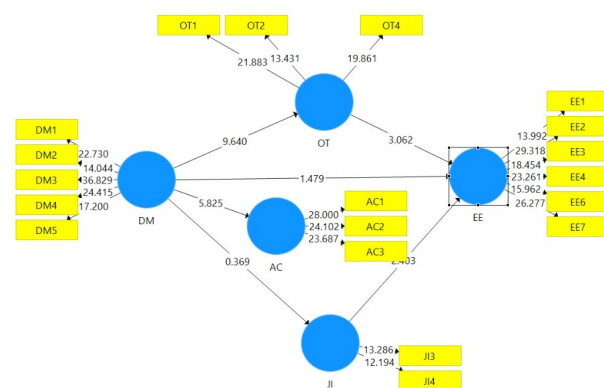 OT1 OT2 OT4
21.883 13.431 19.861
OT
DM1
DM2
DM3
DM4
DM5
22.730
14.044
36.829
24.415
17.200
DM
9.640
3.062
1.479
5.825
0.369
AC
28.000
24.102
23.687
AC1
AC2
AC3
2.403
EE
13.992
29.318
18.454
23.261
15.962
26.277
EE1
EE2
EE3
EE4
EE6
EE7
JI
13.286
12.194
JI3
JI4